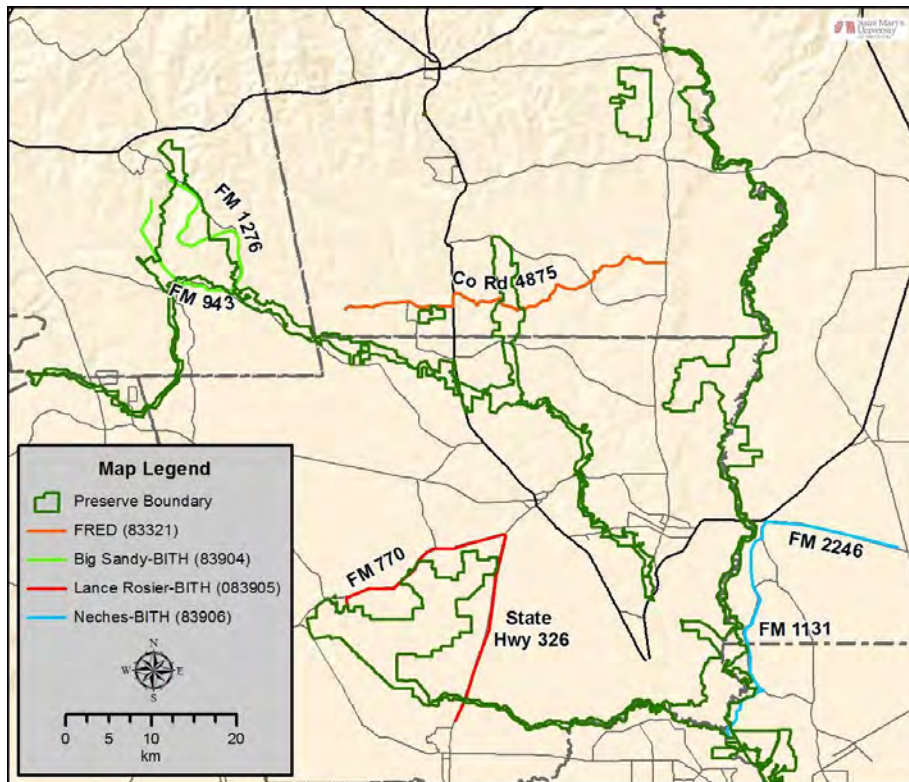 Saint Mary's
University
FM 1276
Co Rd 4875
FM 943
Map Legend
Preserve Boundary
FRED (83321)
Big Sandy-BITH (83904)
Lance Rosier-BITH (083905)
Neches-BITH (83906)
N
W E
S
0 5 10 20
km
FM 770
State
Hwy 326
FM 2246
FM 1131